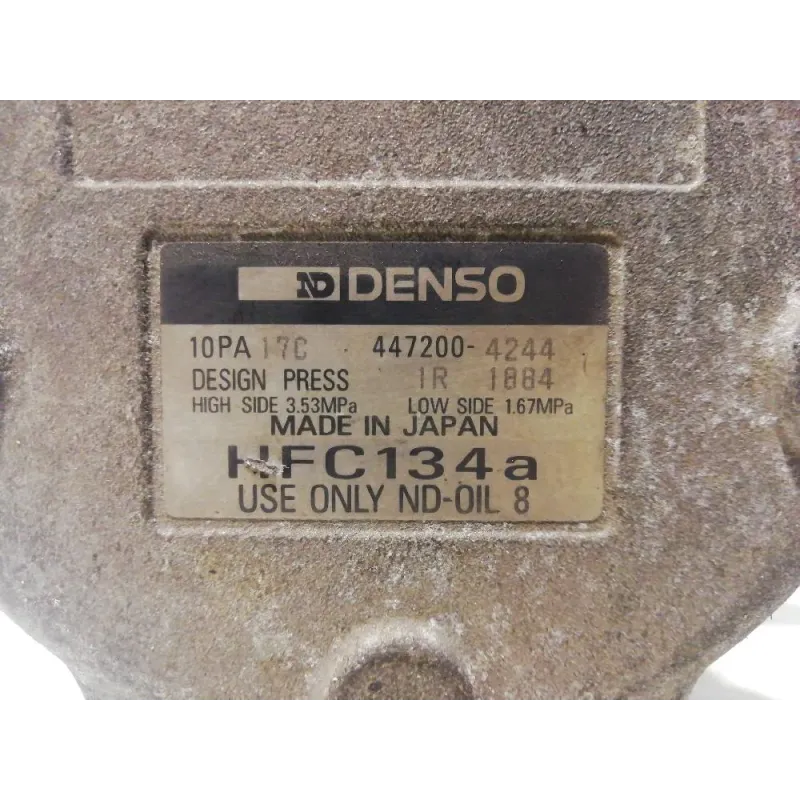 ND DENSO
10PA 17C 447200-4244
DESIGN PRESS 1R 1884
HIGH SIDE 3.53MPa LOW SIDE 1.67MPa
MADE IN JAPAN
HFC134a
USE ONLY ND-OIL 8